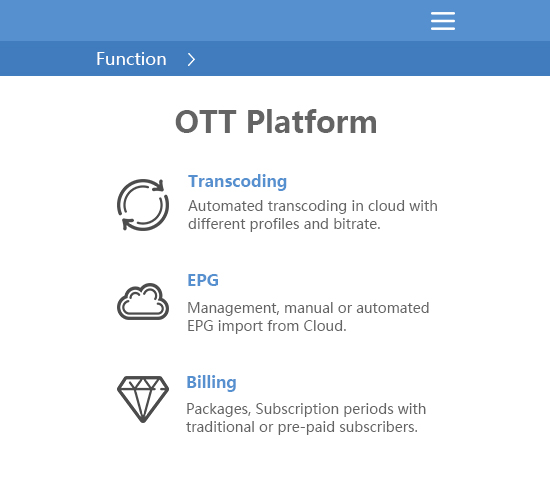 Function
OTT Platform
Transcoding
Automated transcoding in cloud with
different profiles and bitrate.
EPG
Management, manual or automated
EPG import from Cloud.
Billing
Packages, Subscription periods with
traditional or pre-paid subscribers.